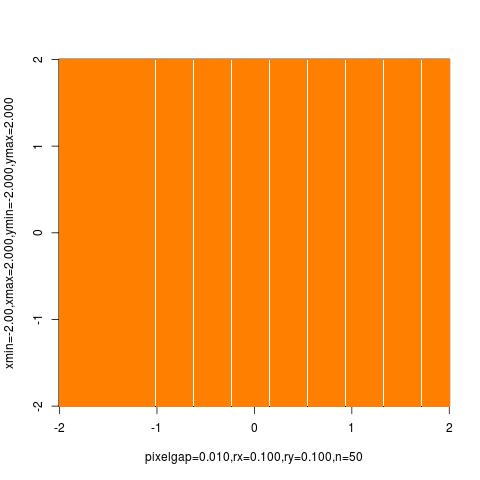 2
1
0
-1
-2
xmin=-2.00,xmax=2.000,ymin=-2.000,ymax=2.000
-2 -1 0 1 2
pixelgap=0.010,rx=0.100,ry=0.100,n=50